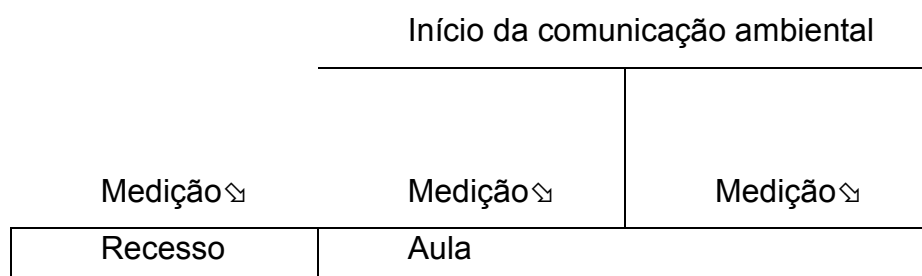 Início da comunicação ambiental
Medição⬂ Medição⬂ Medição⬂
Recesso Aula